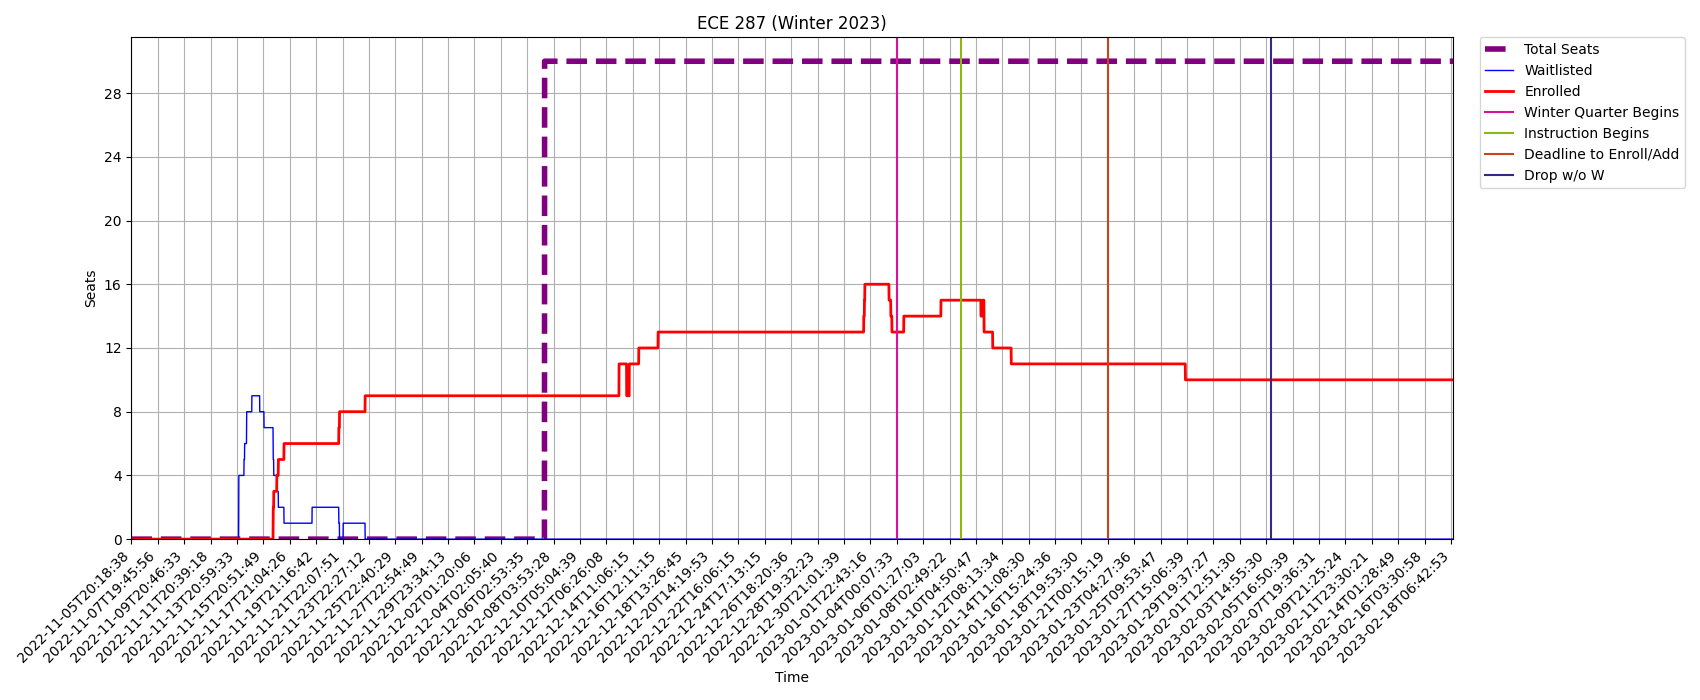 ECE 287 (Winter 2023)
Total Seats
Waitlisted
Enrolled
Winter Quarter Begins
Instruction Begins
Deadline to Enroll/Add
Drop w/o W
28
24
20
16
12
8
4
0
Seats
2022-11-05T20:18:38
2022-11-07T19:45:56
2022-11-09T20:46:33
2022-11-11T20:39:18
2022-11-13T20:59:33
2022-11-15T20:51:49
2022-11-17T21:04:26
2022-11-19T21:16:42
2022-11-21T22:07:51
2022-11-23T22:27:12
2022-11-25T22:40:29
2022-11-27T22:54:49
2022-11-29T23:34:13
2022-12-02T01:20:06
2022-12-04T02:05:40
2022-12-06T02:53:35
2022-12-08T03:53:28
2022-12-10T05:04:39
2022-12-12T06:26:08
2022-12-14T11:06:15
2022-12-16T12:11:15
2022-12-18T13:26:45
2022-12-20T14:19:53
2022-12-22T16:06:15
2022-12-24T17:13:15
2022-12-26T18:20:36
2022-12-28T19:32:23
2022-12-30T21:01:39
2023-01-01T22:43:16
2023-01-04T00:07:33
2023-01-06T01:27:03
2023-01-08T02:49:22
2023-01-10T04:50:47
2023-01-12T08:13:34
2023-01-14T11:08:30
2023-01-16T15:24:36
2023-01-18T19:53:30
2023-01-21T00:15:19
2023-01-23T04:27:36
2023-01-25T09:53:47
2023-01-27T15:06:39
2023-01-29T19:37:27
2023-02-01T12:51:30
2023-02-03T14:55:30
2023-02-05T16:50:39
2023-02-07T19:36:31
2023-02-09T21:25:24
2023-02-11T23:30:21
2023-02-14T01:28:49
2023-02-16T03:30:58
2023-02-18T06:42:53
Time